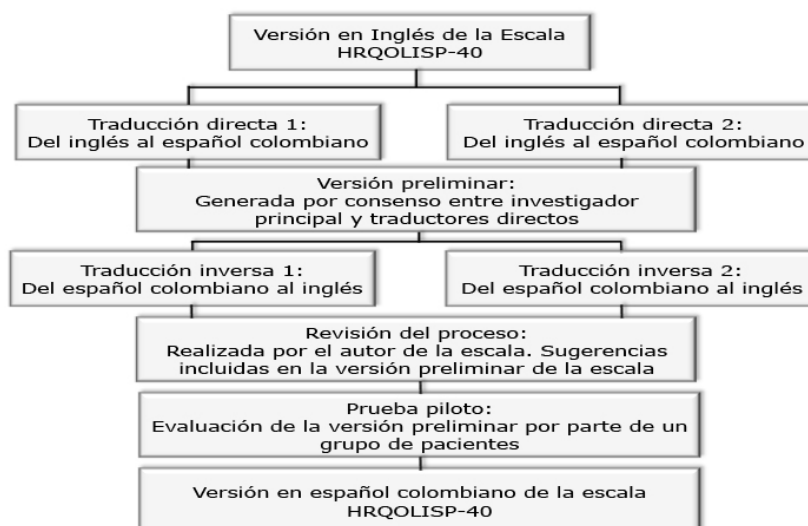 Versión en Inglés de la Escala
HRQOLISP-40
Traducción directa 1:
Del inglés al español colombiano
Traducción directa 2:
Del inglés al español colombiano
Versión preliminar:
Generada por consenso entre investigador
principal y traductores directos
Traducción inversa 1:
Del español colombiano al inglés
Traducción inversa 2:
Del español colombiano al inglés
Revisión del proceso:
Realizada por el autor de la escala. Sugerencias
incluidas en la versión preliminar de la escala
Prueba piloto:
Evaluación de la versión preliminar por parte de un
grupo de pacientes
Versión en español colombiano de la escala
HRQOLISP-40